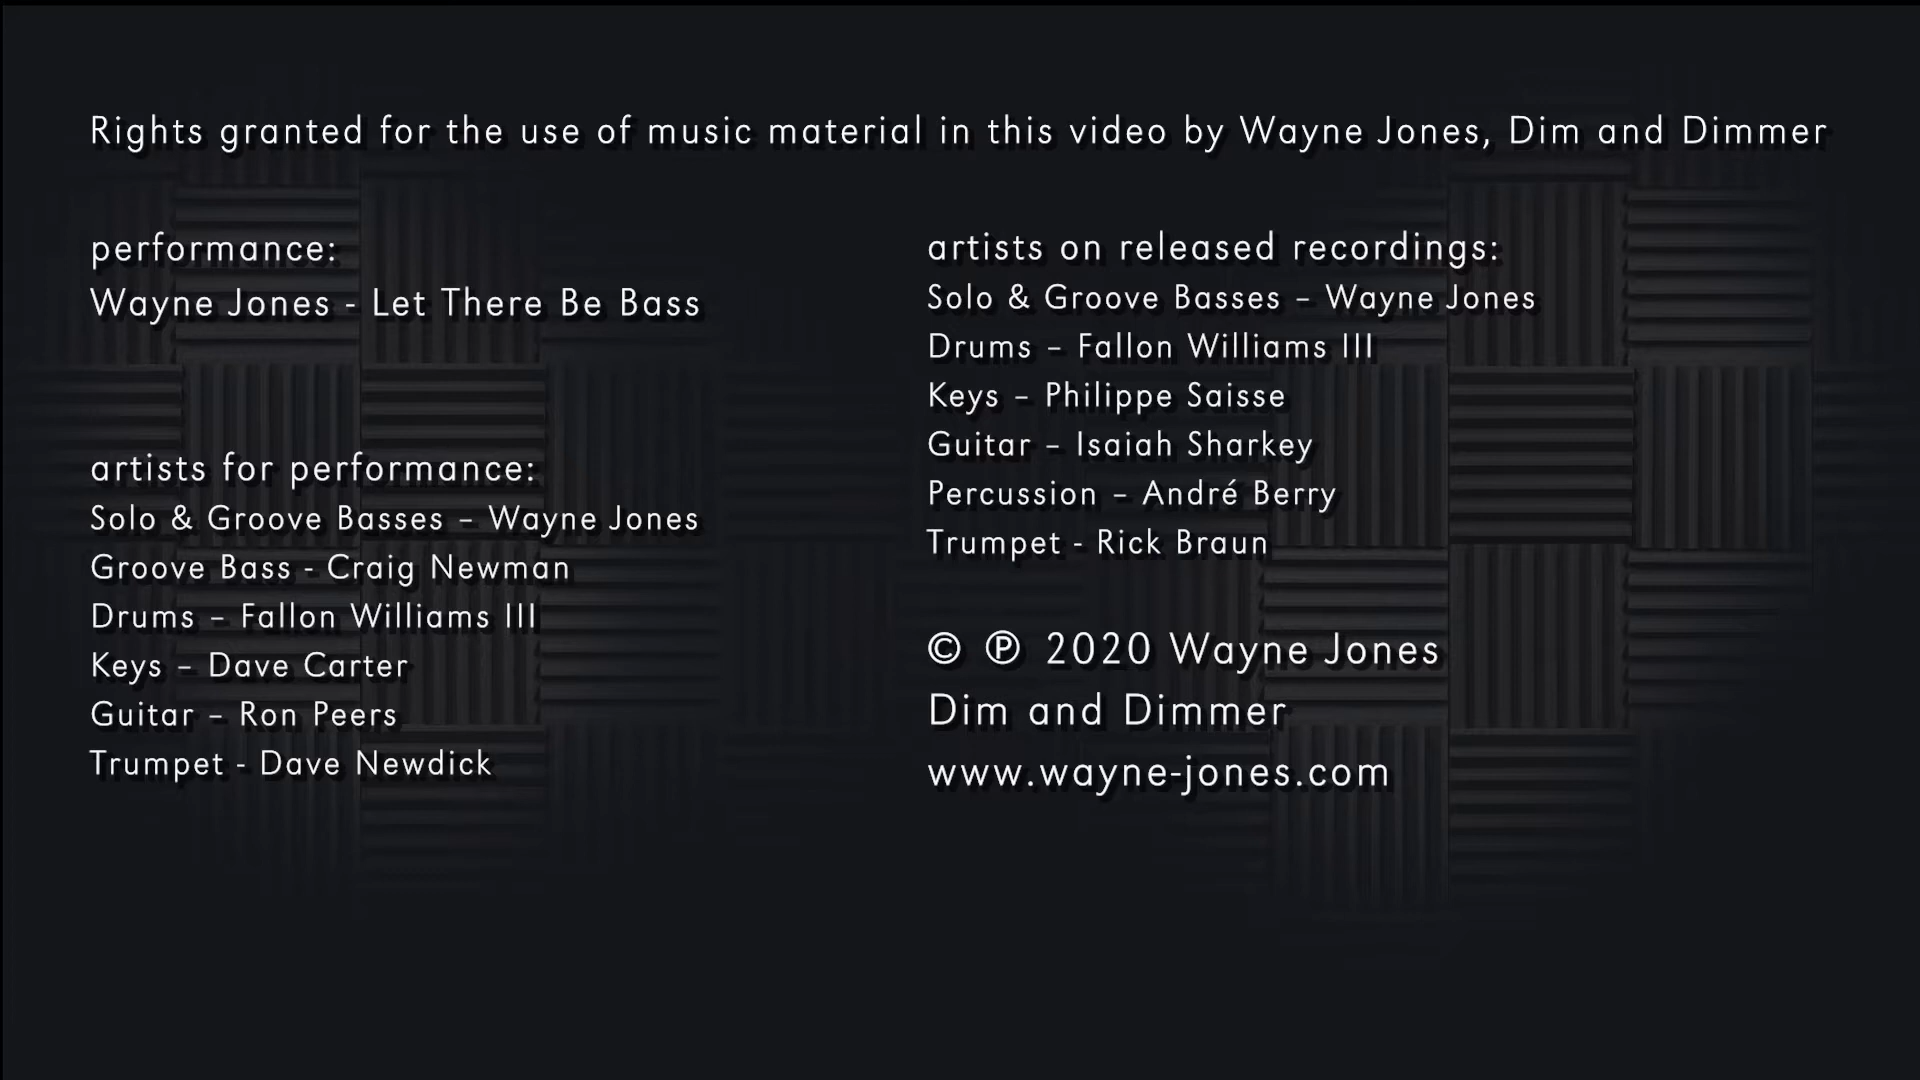 Rights granted for the use of music material in this video by Wayne Jones, Dim and Dimmer
performance:
Wayne Jones - Let There Be Bass
artists for performance:
Solo & Groove Basses – Wayne Jones
Groove Bass - Craig Newman
Drums – Fallon Williams III
Keys – Dave Carter
Guitar – Ron Peers
Trumpet - Dave Newdick
artists on released recordings:
Solo & Groove Basses – Wayne Jones
Drums – Fallon Williams III
Keys – Philippe Saisse
Guitar – Isaiah Sharkey
Percussion – André Berry
Trumpet - Rick Braun
© ℗ 2020 Wayne Jones
Dim and Dimmer
www.wayne-jones.com